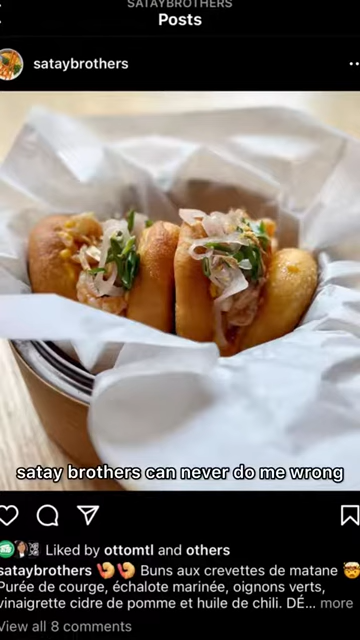 SATAYBROTHERS
Posts
sataybrothers
satay brothers can never do me wrong
Liked by ottomtl and others
sataybrothers 🦐🦐 Buns aux crevettes de matane 🤯
Purée de courge, échalote marinée, oignons verts,
vinaigrette cidre de pomme et huile de chili. DÉ... more
View all 8 comments